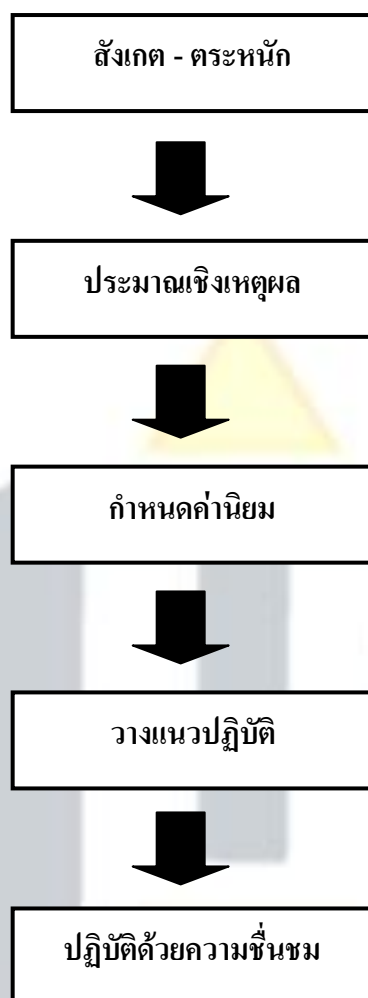 สังเกต - ตระหนัก
ประมาณเชิงเหตุผล
กำหนดค่านิยม
วางแนวปฏิบัติ
ปฏิบัติด้วยความชื่นชม